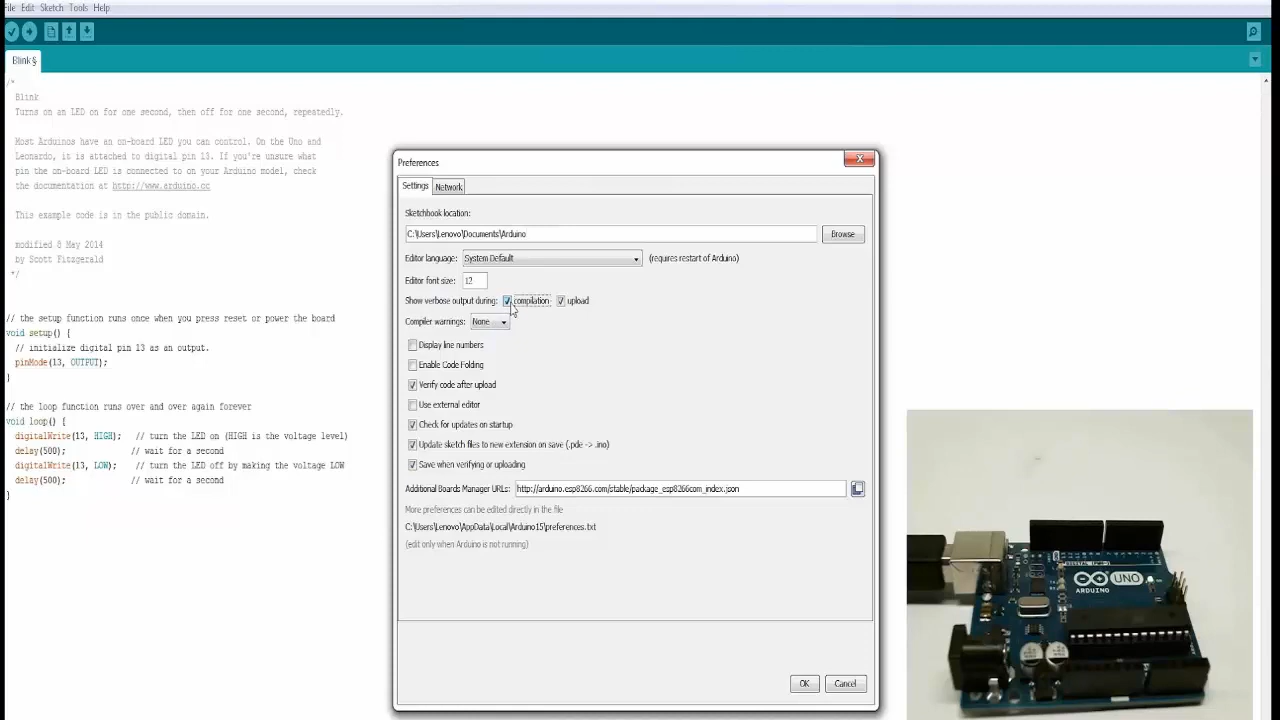 File Edit Sketch Tools Help
Blink§
/*
Blink
Turns on an LED on for one second, then off for one second, repeatedly.
Most Arduinos have an on-board LED you can control. On the Uno and
Leonardo, it is attached to digital pin 13. If you're unsure what
pin the on-board LED is connected to on your Arduino model, check
the documentation at http://www.arduino.cc
This example code is in the public domain.
modified 8 May 2014
by Scott Fitzgerald
*/
// the setup function runs once when you press reset or power the board
void setup() {
// initialize digital pin 13 as an output.
pinMode(13, OUTPUT);
}
// the loop function runs over and over again forever
void loop() {
digitalWrite(13, HIGH); // turn the LED on (HIGH is the voltage level)
delay(500); // wait for a second
digitalWrite(13, LOW); // turn the LED off by making the voltage LOW
delay(500); // wait for a second
}
Preferences
X
Settings Network
Sketchbook location:
C:\Users\Lenovo\Documents\Arduino Browse
Editor language: System Default (requires restart of Arduino)
Editor font size: 12
Show verbose output during: compilation upload
Compiler warnings: None
Display line numbers
Enable Code Folding
Verify code after upload
Use external editor
Check for updates on startup
Update sketch files to new extension on save (.pde -> .ino)
Save when verifying or uploading
Additional Boards Manager URLs: http://arduino.esp8266.com/stable/package_esp8266com_index.json
More preferences can be edited directly in the file
C:\Users\Lenovo\AppData\Local\Arduino15\preferences.txt
(edit only when Arduino is not running)
OK Cancel
UNO
ARDUINO